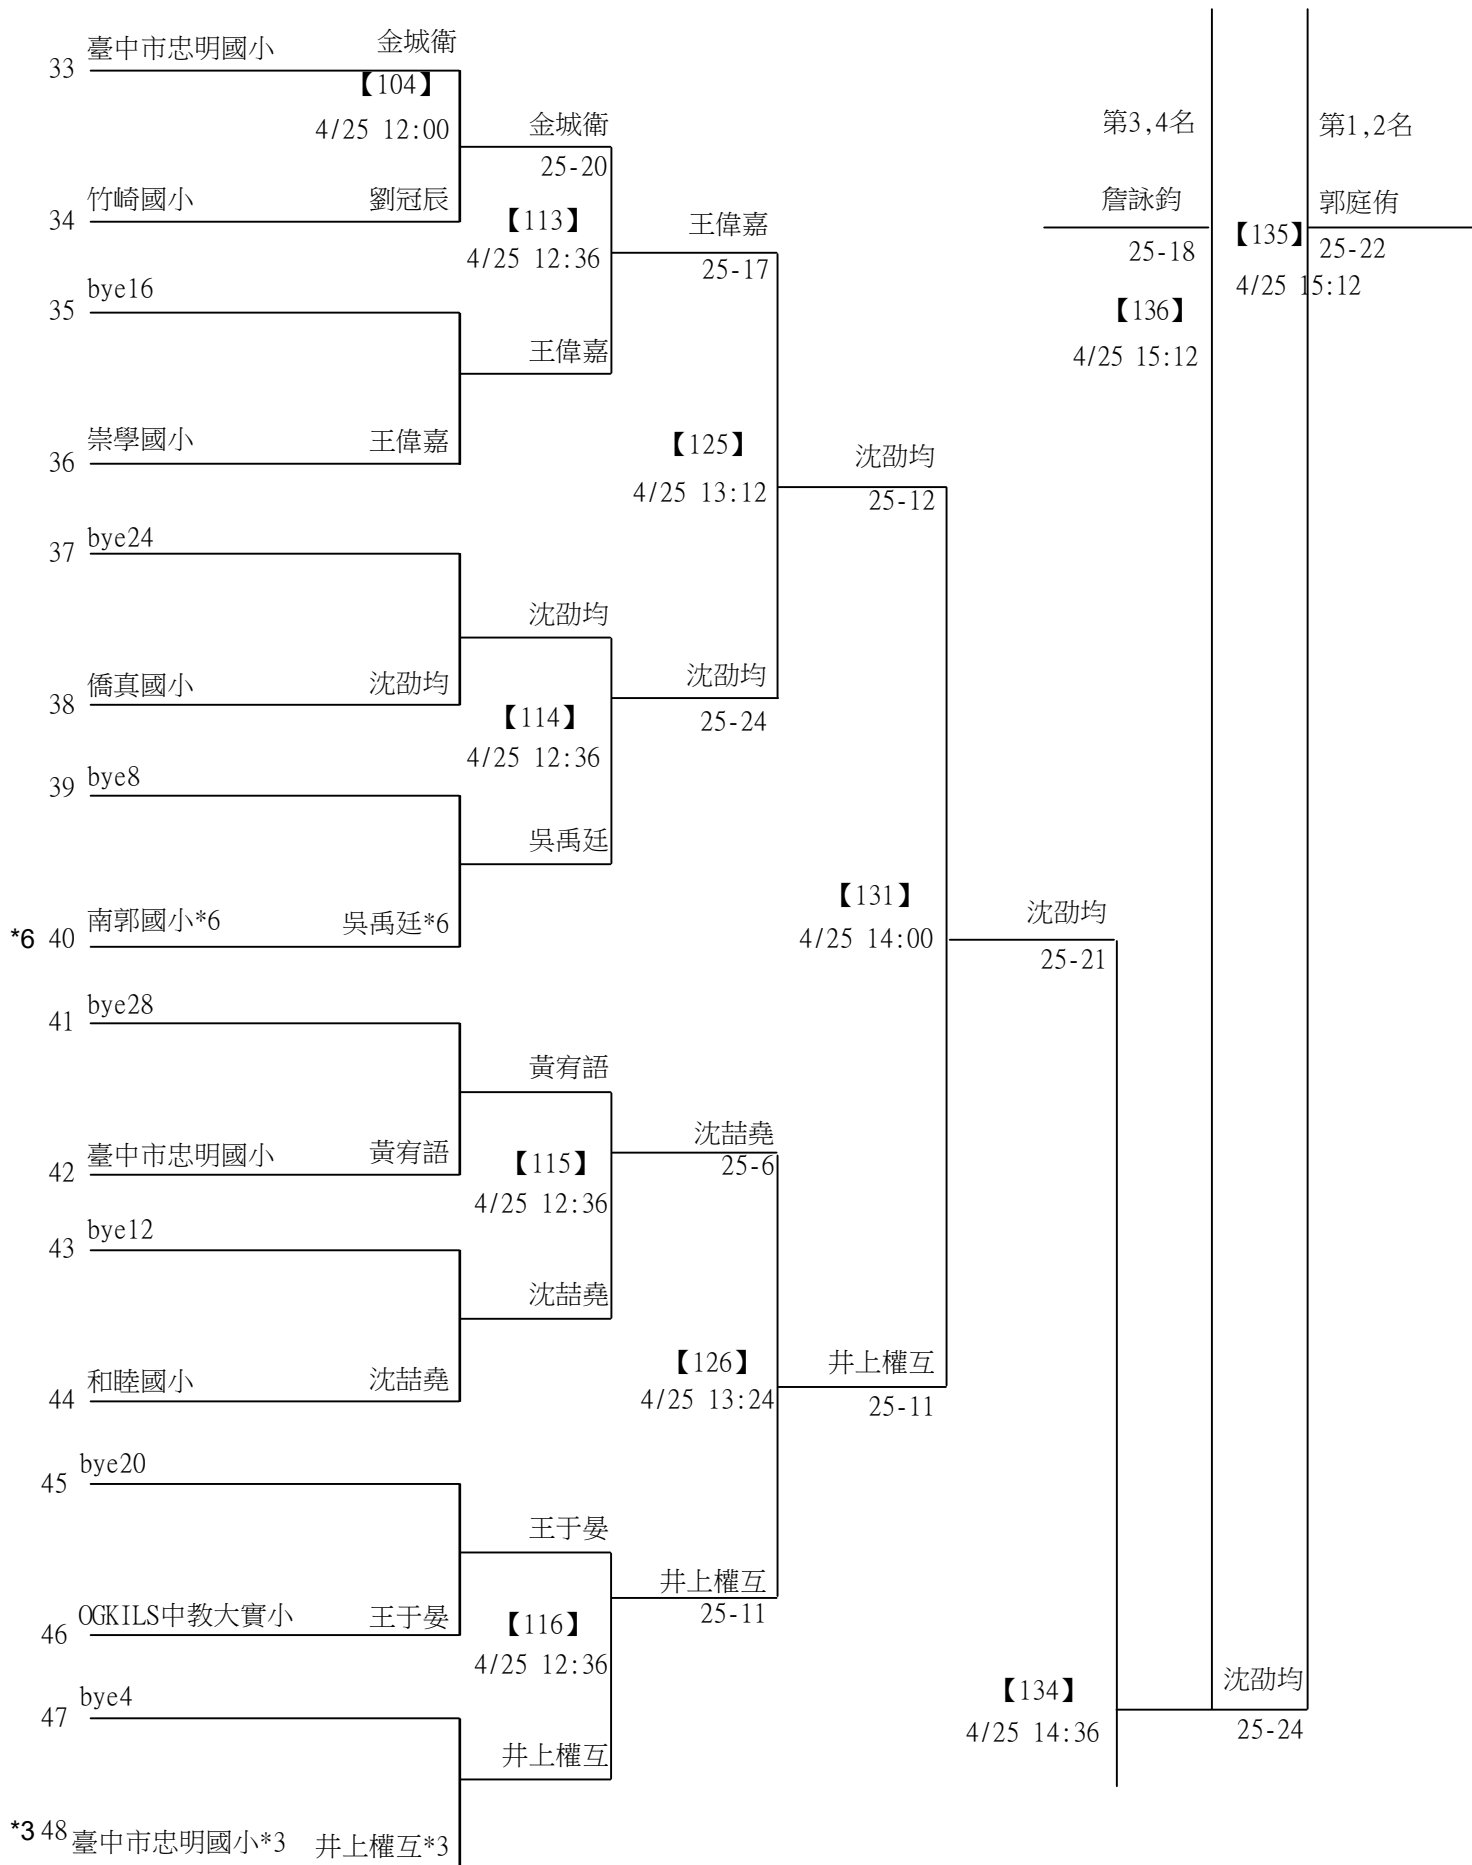 33 臺中市忠明國小 金城衛
【104】
4/25 12:00
金城衛
25-20
34 竹崎國小 劉冠辰
【113】
4/25 12:36
王偉嘉
25-17
35 bye16
王偉嘉
36 崇學國小 王偉嘉
【125】
4/25 13:12
沈劭均
25-12
37 bye24
沈劭均
38 僑真國小 沈劭均
【114】
4/25 12:36
沈劭均
25-24
39 bye8
吳禹廷
*6 40 南郭國小*6 吳禹廷*6
【131】
4/25 14:00
沈劭均
25-21
41 bye28
黃宥語
42 臺中市忠明國小 黃宥語
【115】
4/25 12:36
沈喆堯
25-6
43 bye12
沈喆堯
44 和睦國小 沈喆堯
【126】
4/25 13:24
井上權互
25-11
45 bye20
王于晏
46 OGKILS中教大實小 王于晏
【116】
4/25 12:36
井上權互
25-11
47 bye4
井上權互
*3 48 臺中市忠明國小*3 井上權互*3
【134】
4/25 14:36
沈劭均
25-24
第3,4名
詹詠鈞
25-18
【136】
4/25 15:12
第1,2名
郭庭侑
【135】
25-22
4/25 15:12